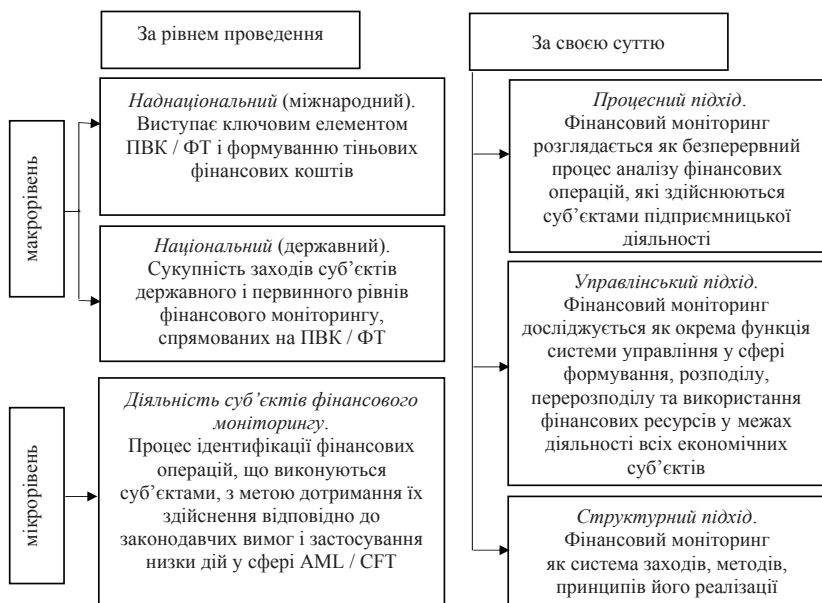 За рівнем проведення
макрорівень
Наднаціональний (міжнародний).
Виступає ключовим елементом
ПВК / ФТ і формуванню тіньових
фінансових коштів
Національний (державний).
Сукупність заходів суб’єктів
державного і первинного рівнів
фінансового моніторингу,
спрямованих на ПВК / ФТ
мікрорівень
Діяльність суб’єктів фінансового
моніторингу.
Процес ідентифікації фінансових
операцій, що виконуються
суб’єктами, з метою дотримання їх
здійснення відповідно до
законодавчих вимог і застосування
низки дій у сфері AML / CFT
За своєю суттю
Процесний підхід.
Фінансовий моніторинг
розглядається як безперервний
процес аналізу фінансових
операцій, які здійснюються
суб’єктами підприємницької
діяльності
Управлінський підхід.
Фінансовий моніторинг
досліджується як окрема функція
системи управління у сфері
формування, розподілу,
перерозподілу та використання
фінансових ресурсів у межах
діяльності всіх економічних
суб’єктів
Структурний підхід.
Фінансовий моніторинг
як система заходів, методів,
принципів його реалізації